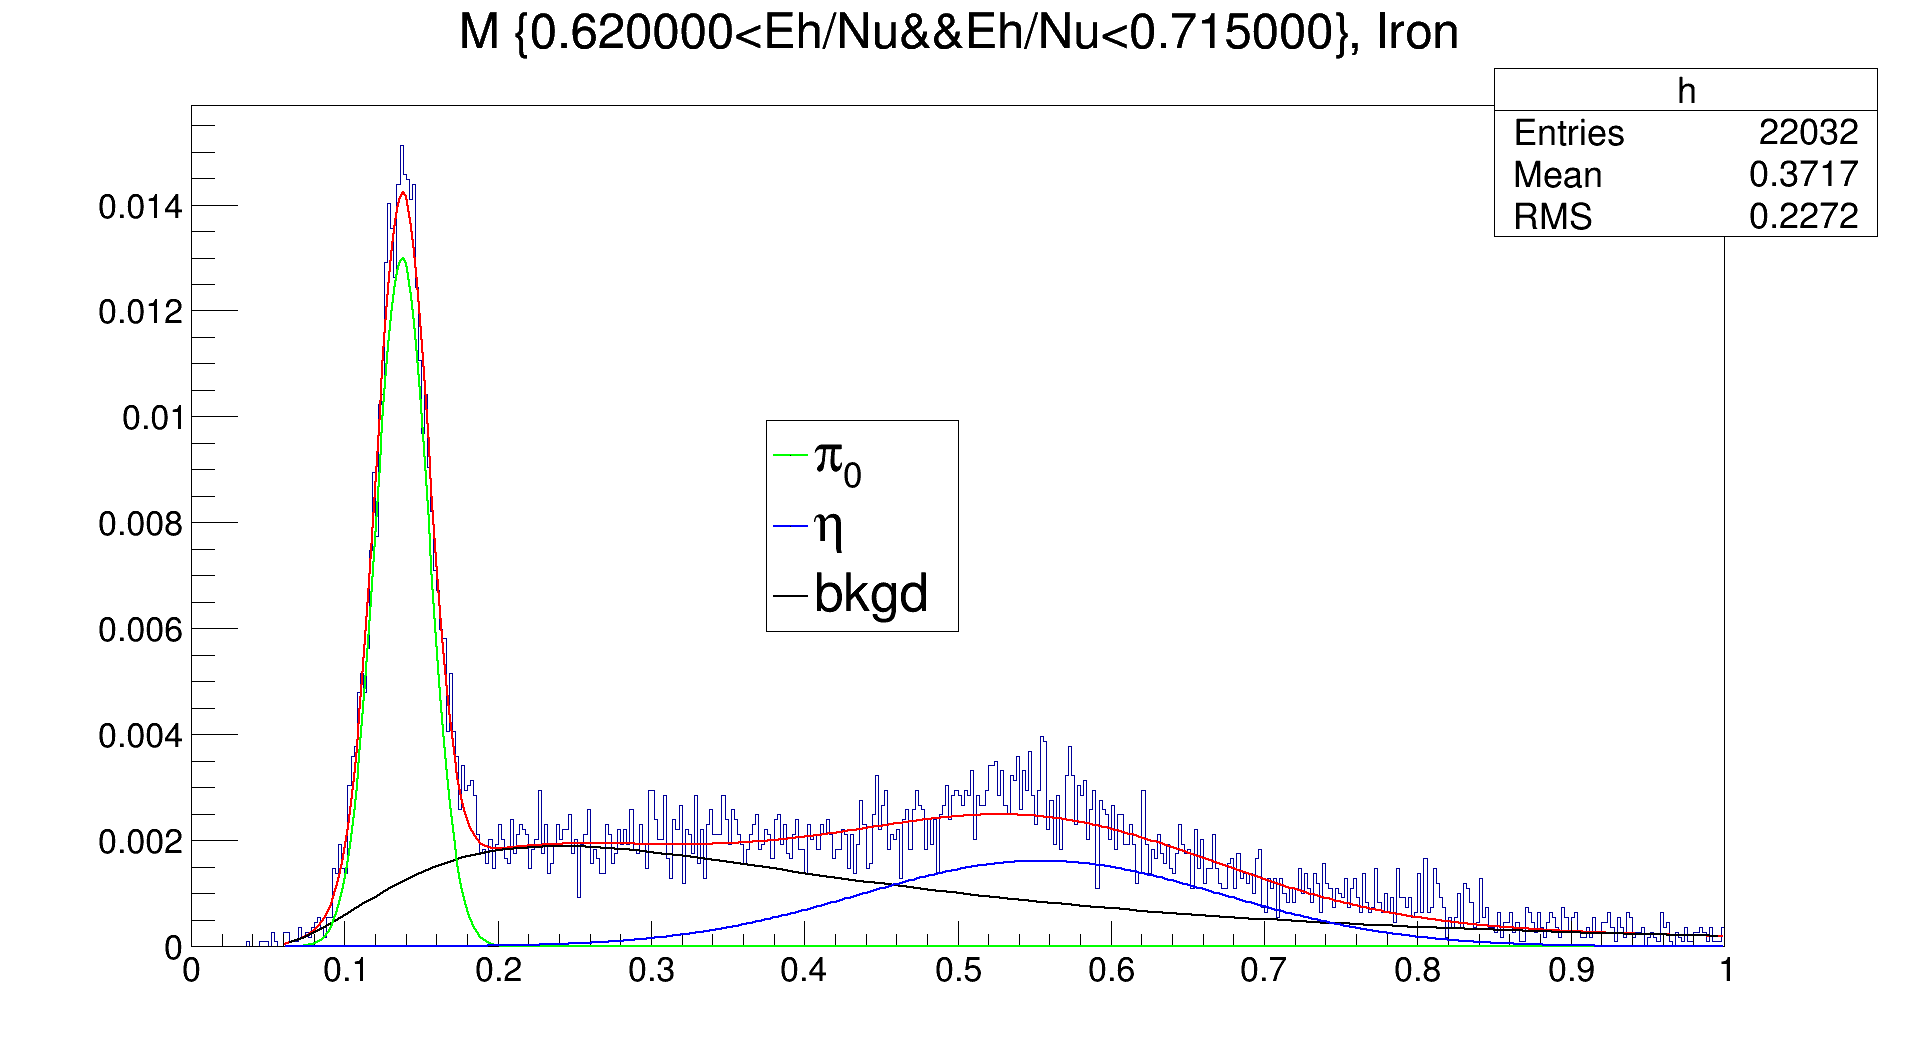 M {0.620000<Eh/Nu&&Eh/Nu<0.715000}, Iron
h
Entries 22032
Mean 0.3717
RMS 0.2272
0.014
0.012
0.01
0.008
0.006
0.004
0.002
0
π0
η
bkgd
0 0.1 0.2 0.3 0.4 0.5 0.6 0.7 0.8 0.9 1